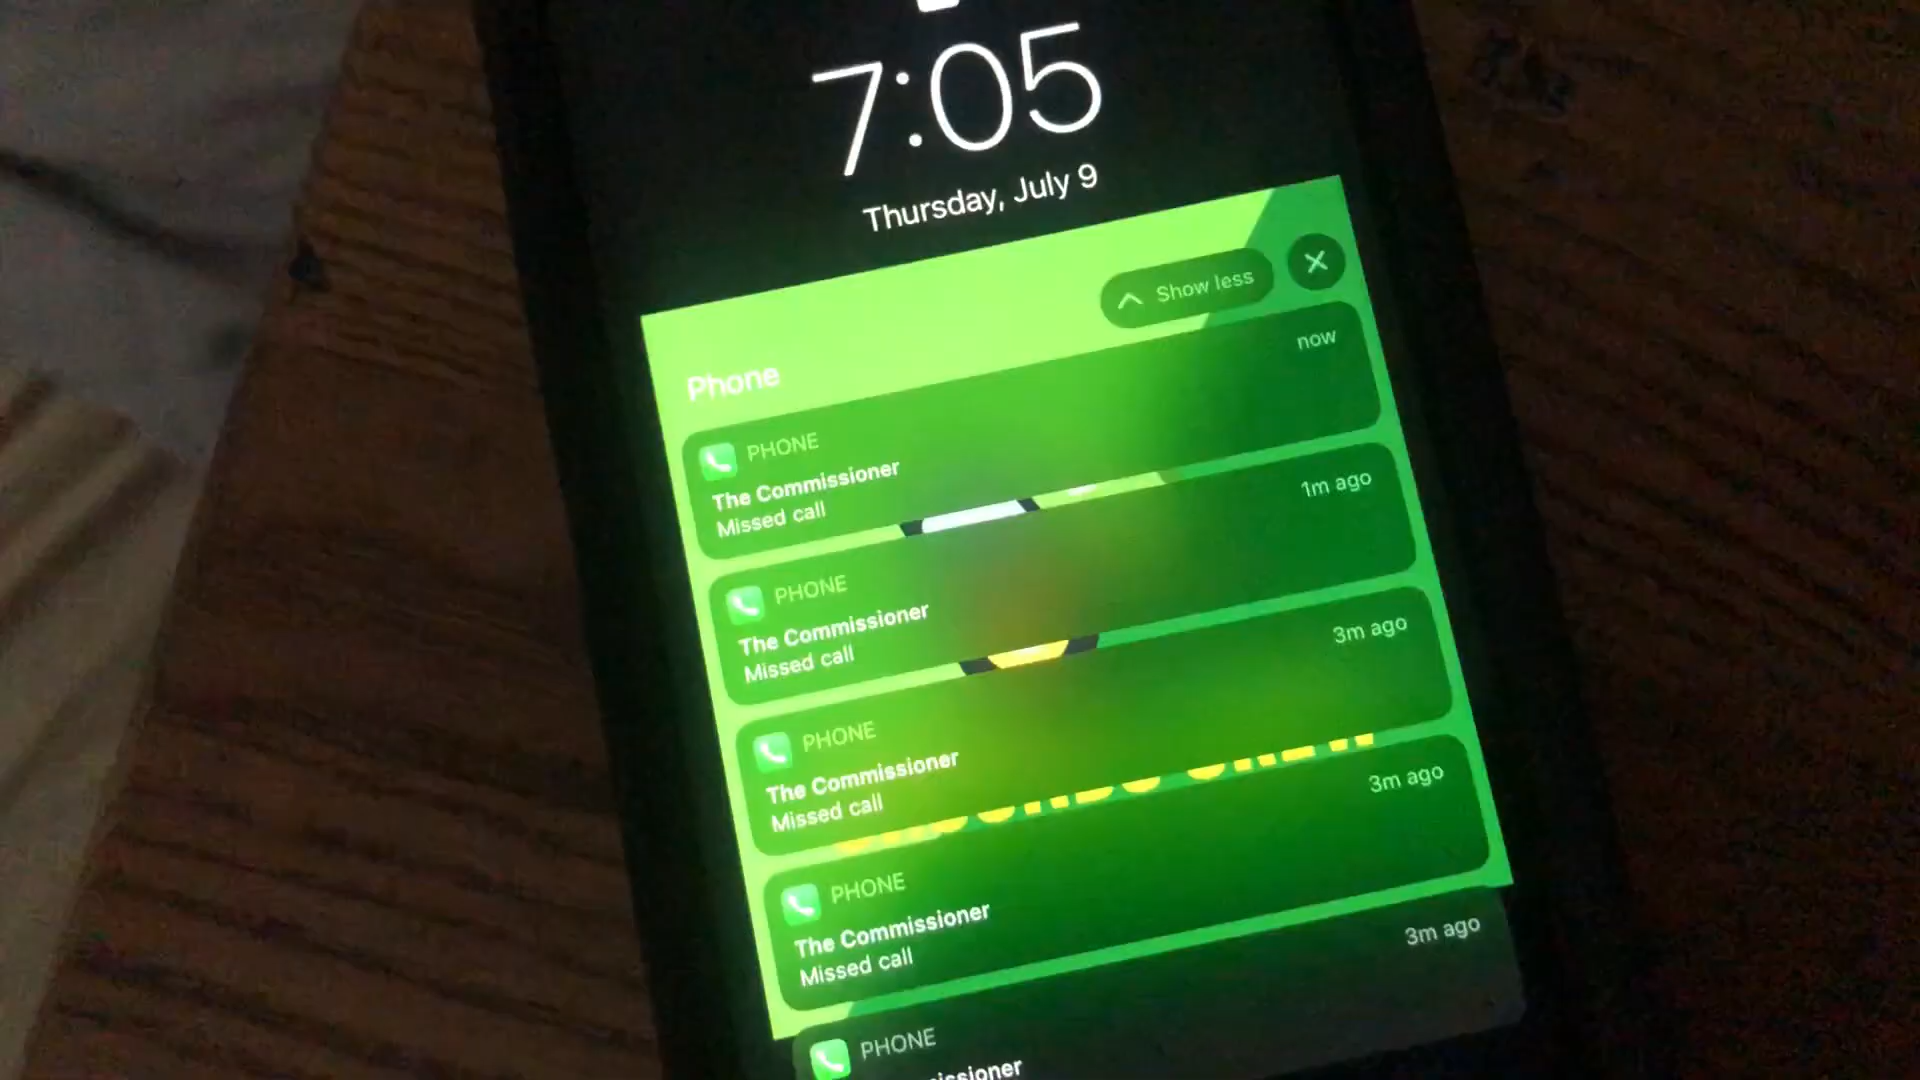 7:05
Thursday, July 9
Show less
Phone
now
PHONE
The Commissioner
Missed call
1m ago
PHONE
The Commissioner
Missed call
3m ago
PHONE
The Commissioner
Missed call
3m ago
PHONE
The Commissioner
Missed call
3m ago
PHONE